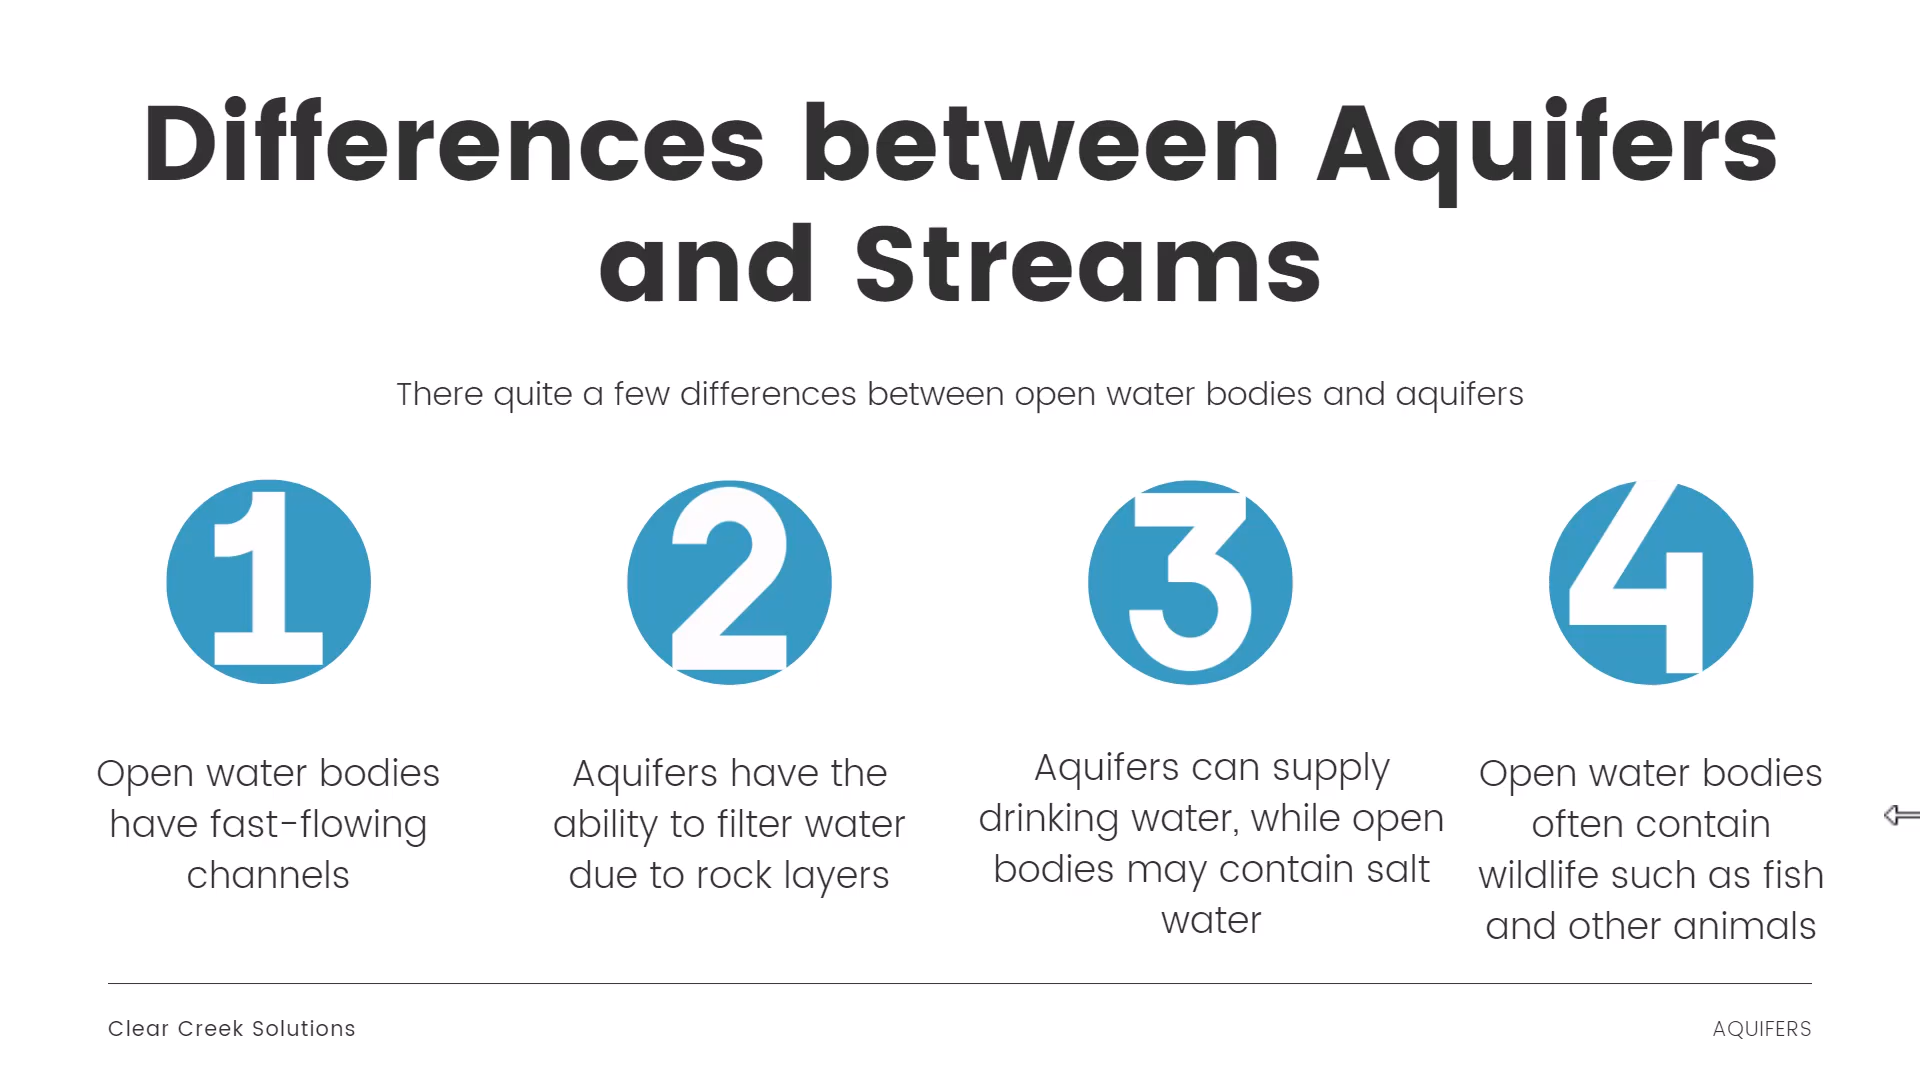 Differences between Aquifers
and Streams
There quite a few differences between open water bodies and aquifers
1
2
3
4
Open water bodies
have fast-flowing
channels
Aquifers have the
ability to filter water
due to rock layers
Aquifers can supply
drinking water, while open
bodies may contain salt
water
Open water bodies
often contain
wildlife such as fish
and other animals
Clear Creek Solutions
AQUIFERS